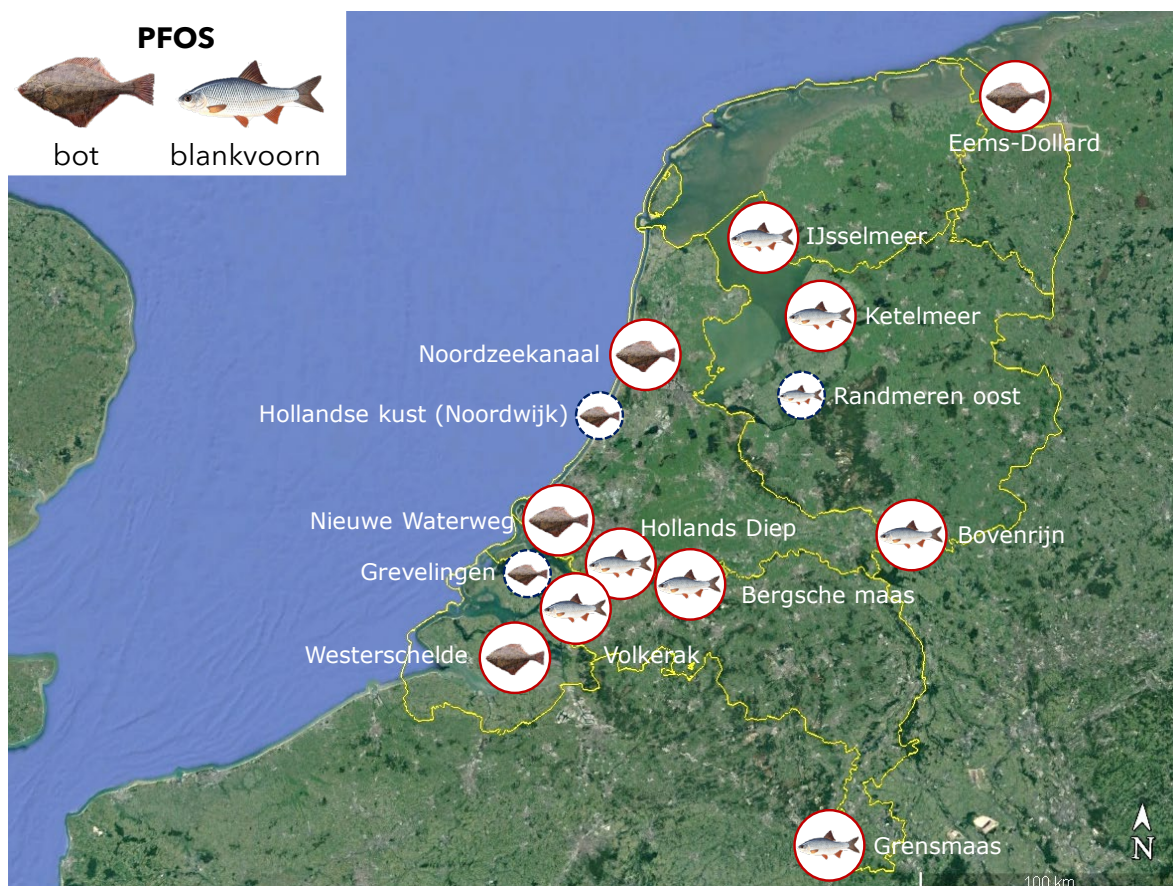 PFOS
bot blankvoorn
Eems-Dollard
IJsselmeer
Ketelmeer
Noordzeekanaal
Randmeren oost
Hollandse kust (Noordwijk)
Nieuwe Waterweg
Hollands Diep
Bovenrijn
Grevelingen
Bergsche maas
Westerschelde
Volkerak
Grensmaas
N
100 km